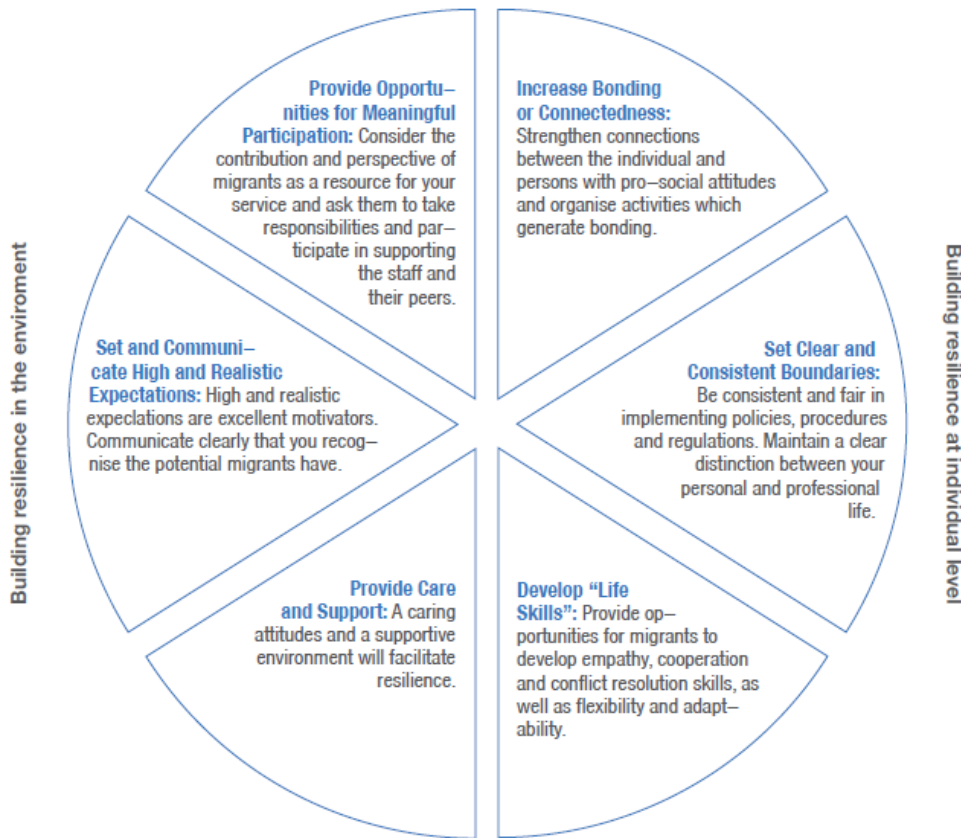 Provide Opportu–
nities for Meaningful
Participation: Consider the
contribution and perspective of
migrants as a resource for your
service and ask them to take
responsibilities and par–
ticipate in supporting
the staff and
their peers.
Increase Bonding
or Connectedness:
Strengthen connections
between the individual and
persons with pro–social attitudes
and organise activities which
generate bonding.
Building resilience in the enviroment
Set and Communi–
cate High and Realistic
Expectations: High and realistic
expeclations are excellent motivators.
Communicate clearly that you recog–
nise the potential migrants have.
Set Clear and
Consistent Boundaries:
Be consistent and fair in
implementing policies, procedures
and regulations. Maintain a clear
distinction between your
personal and professional
life.
Building resilience at individual level
Provide Care
and Support: A caring
attitudes and a supportive
environment will facilitate
resilience.
Develop “Life
Skills”: Provide op–
portunities for migrants to
develop empathy, cooperation
and conflict resolution skills, as
well as flexibility and adapt–
ability.